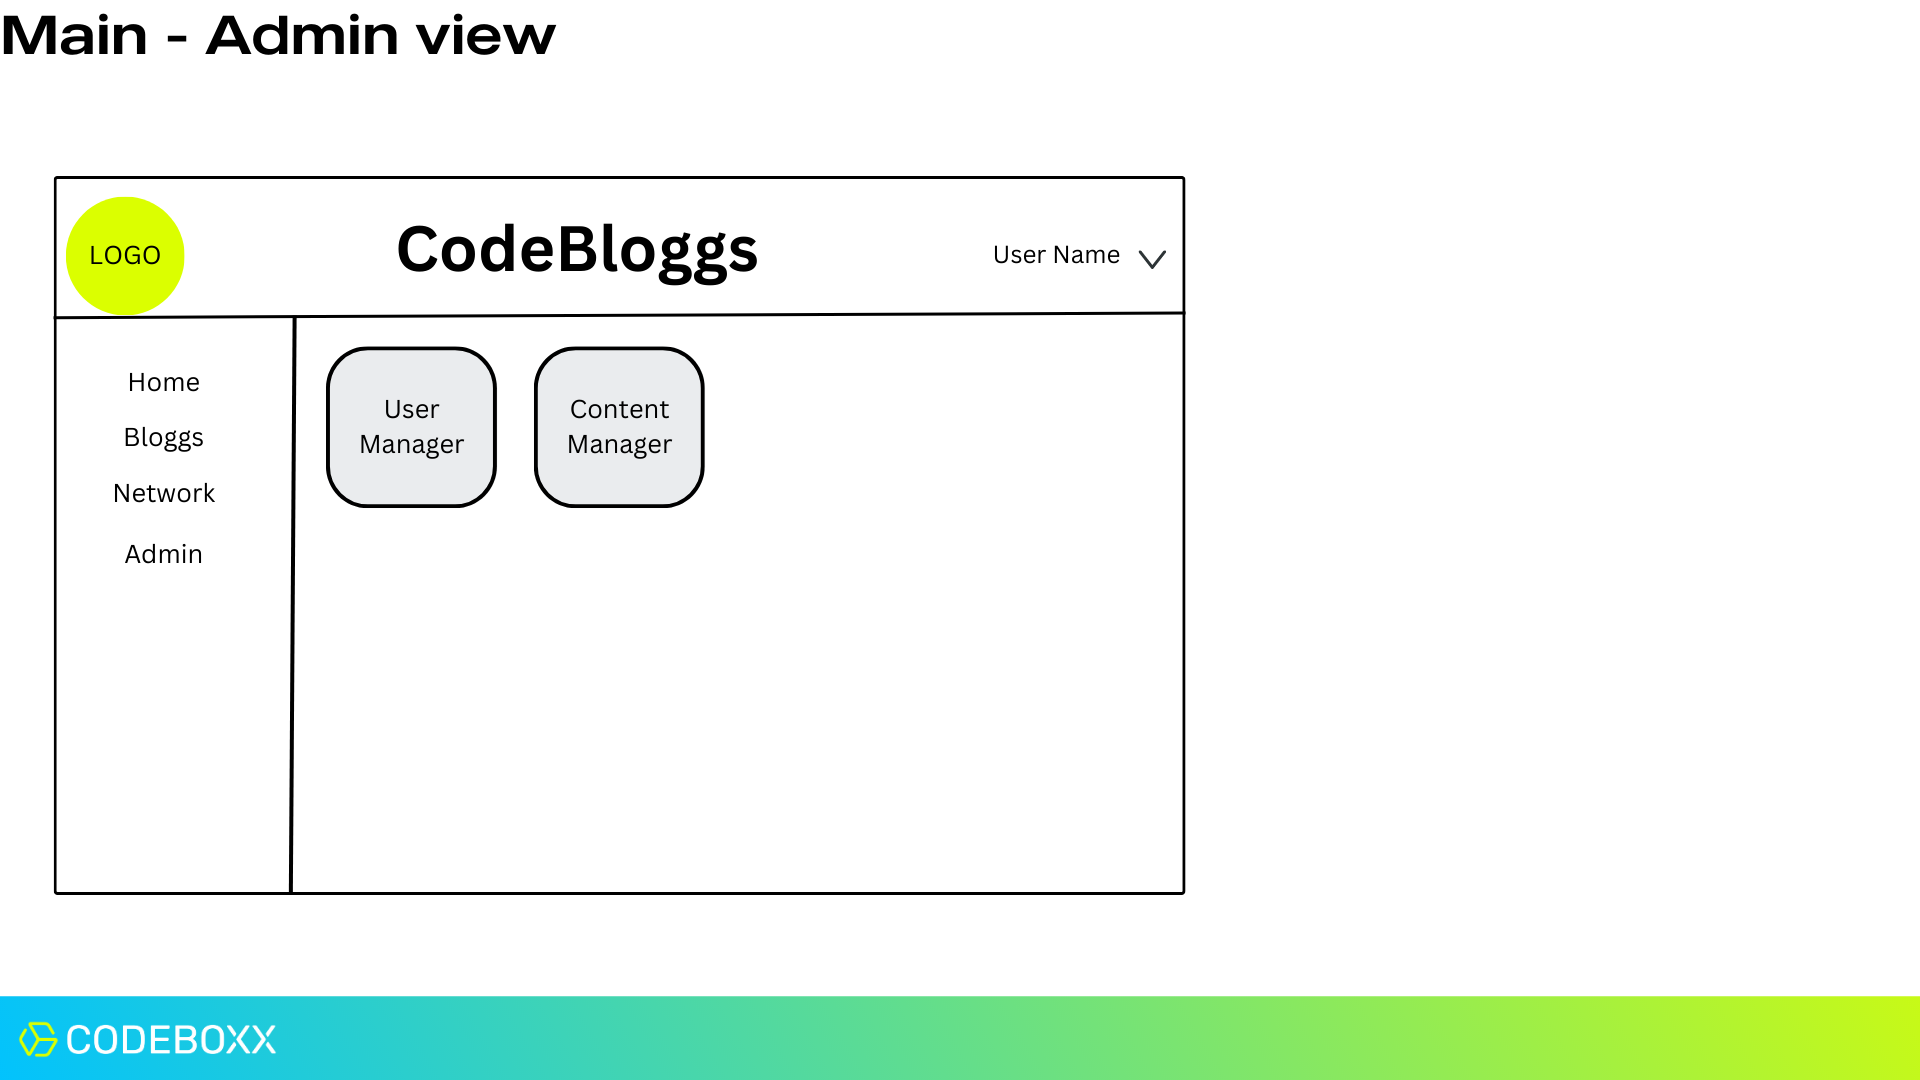 Main - Admin view
LOGO
CodeBloggs
User Name
Home
Bloggs
Network
Admin
User
Manager
Content
Manager
CODEBOXX